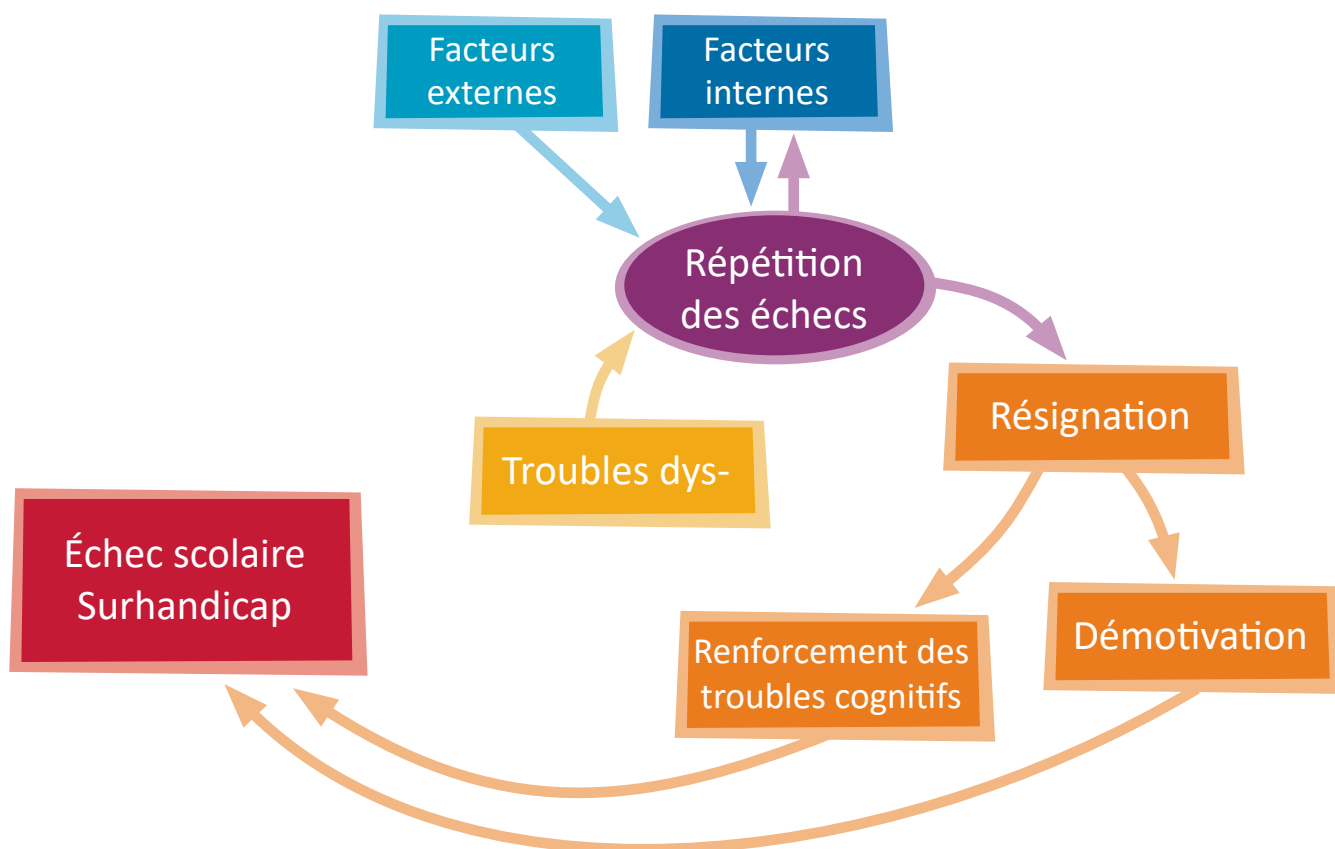 Facteurs
externes
Facteurs
internes
Répétition
des échecs
Résignation
Troubles dys-
Échec scolaire
Surhandicap
Renforcement des
troubles cognitifs
Démotivation